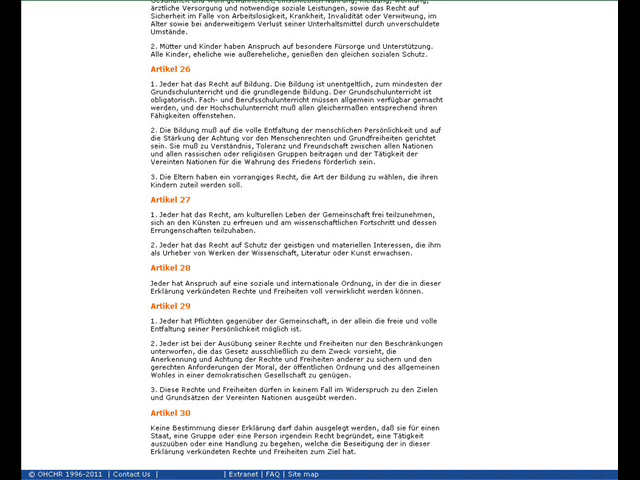 Gesundheit und Wohl gewährleistet, einschließlich Nahrung, Kleidung, Wohnung,
ärztliche Versorgung und notwendige soziale Leistungen, sowie das Recht auf
Sicherheit im Falle von Arbeitslosigkeit, Krankheit, Invalidität oder Verwitwung, im
Alter sowie bei anderweitigem Verlust seiner Unterhaltsmittel durch unverschuldete
Umstände.
2. Mütter und Kinder haben Anspruch auf besondere Fürsorge und Unterstützung.
Alle Kinder, eheliche wie außereheliche, genießen den gleichen sozialen Schutz.
Artikel 26
1. Jeder hat das Recht auf Bildung. Die Bildung ist unentgeltlich, zum mindesten der
Grundschulunterricht und die grundlegende Bildung. Der Grundschulunterricht ist
obligatorisch. Fach- und Berufsschulunterricht müssen allgemein verfügbar gemacht
werden, und der Hochschulunterricht muß allen gleichermaßen entsprechend ihren
Fähigkeiten offenstehen.
2. Die Bildung muß auf die volle Entfaltung der menschlichen Persönlichkeit und auf
die Stärkung der Achtung vor den Menschenrechten und Grundfreiheiten gerichtet
sein. Sie muß zu Verständnis, Toleranz und Freundschaft zwischen allen Nationen
und allen rassischen oder religiösen Gruppen beitragen und der Tätigkeit der
Vereinten Nationen für die Wahrung des Friedens förderlich sein.
3. Die Eltern haben ein vorrangiges Recht, die Art der Bildung zu wählen, die ihren
Kindern zuteil werden soll.
Artikel 27
1. Jeder hat das Recht, am kulturellen Leben der Gemeinschaft frei teilzunehmen,
sich an den Künsten zu erfreuen und am wissenschaftlichen Fortschritt und dessen
Errungenschaften teilzuhaben.
2. Jeder hat das Recht auf Schutz der geistigen und materiellen Interessen, die ihm
als Urheber von Werken der Wissenschaft, Literatur oder Kunst erwachsen.
Artikel 28
Jeder hat Anspruch auf eine soziale und internationale Ordnung, in der die in dieser
Erklärung verkündeten Rechte und Freiheiten voll verwirklicht werden können.
Artikel 29
1. Jeder hat Pflichten gegenüber der Gemeinschaft, in der allein die freie und volle
Entfaltung seiner Persönlichkeit möglich ist.
2. Jeder ist bei der Ausübung seiner Rechte und Freiheiten nur den Beschränkungen
unterworfen, die das Gesetz ausschließlich zu dem Zweck vorsieht, die
Anerkennung und Achtung der Rechte und Freiheiten anderer zu sichern und den
gerechten Anforderungen der Moral, der öffentlichen Ordnung und des allgemeinen
Wohles in einer demokratischen Gesellschaft zu genügen.
3. Diese Rechte und Freiheiten dürfen in keinem Fall im Widerspruch zu den Zielen
und Grundsätzen der Vereinten Nationen ausgeübt werden.
Artikel 30
Keine Bestimmung dieser Erklärung darf dahin ausgelegt werden, daß sie für einen
Staat, eine Gruppe oder eine Person irgendein Recht begründet, eine Tätigkeit
auszuüben oder eine Handlung zu begehen, welche die Beseitigung der in dieser
Erklärung verkündeten Rechte und Freiheiten zum Ziel hat.
© OHCHR 1996-2011 | Contact Us | | Extranet | FAQ | Site map